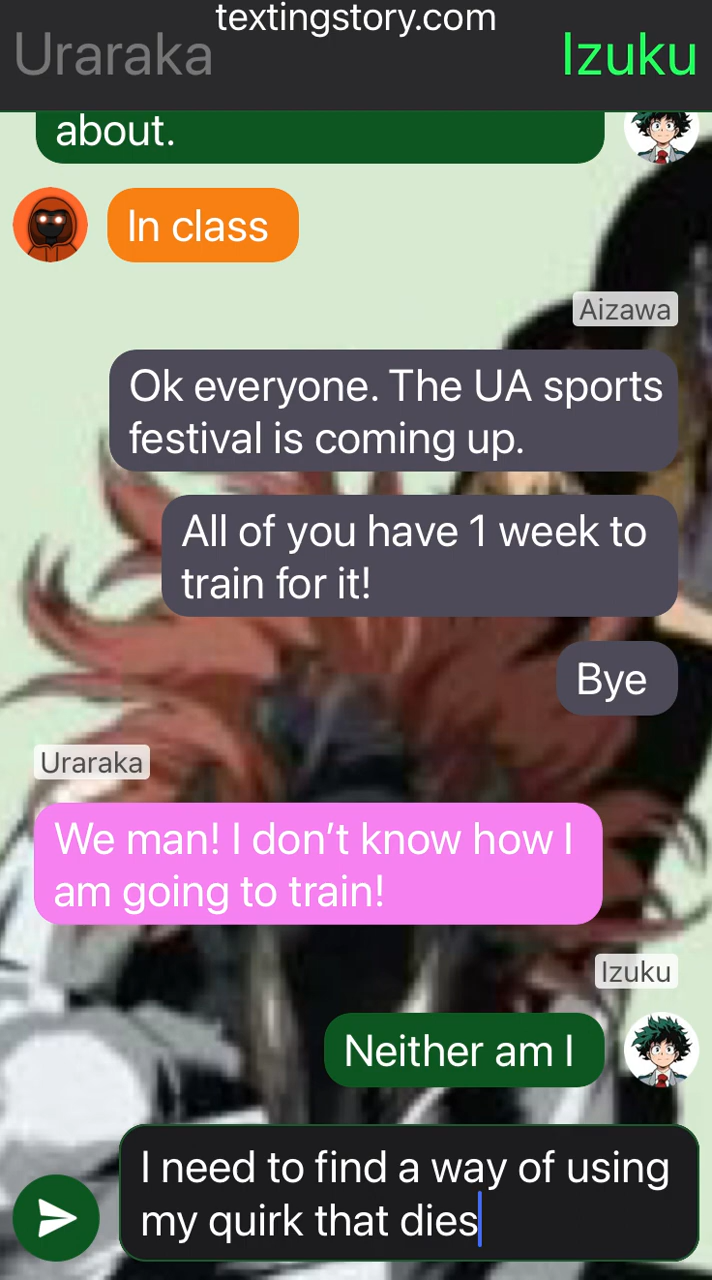 textingstory.com
Uraraka
Izuku
about.
In class
Aizawa
Ok everyone. The UA sports
festival is coming up.
All of you have 1 week to
train for it!
Bye
Uraraka
We man! I don’t know how I
am going to train!
Izuku
Neither am I
I need to find a way of using
my quirk that dies